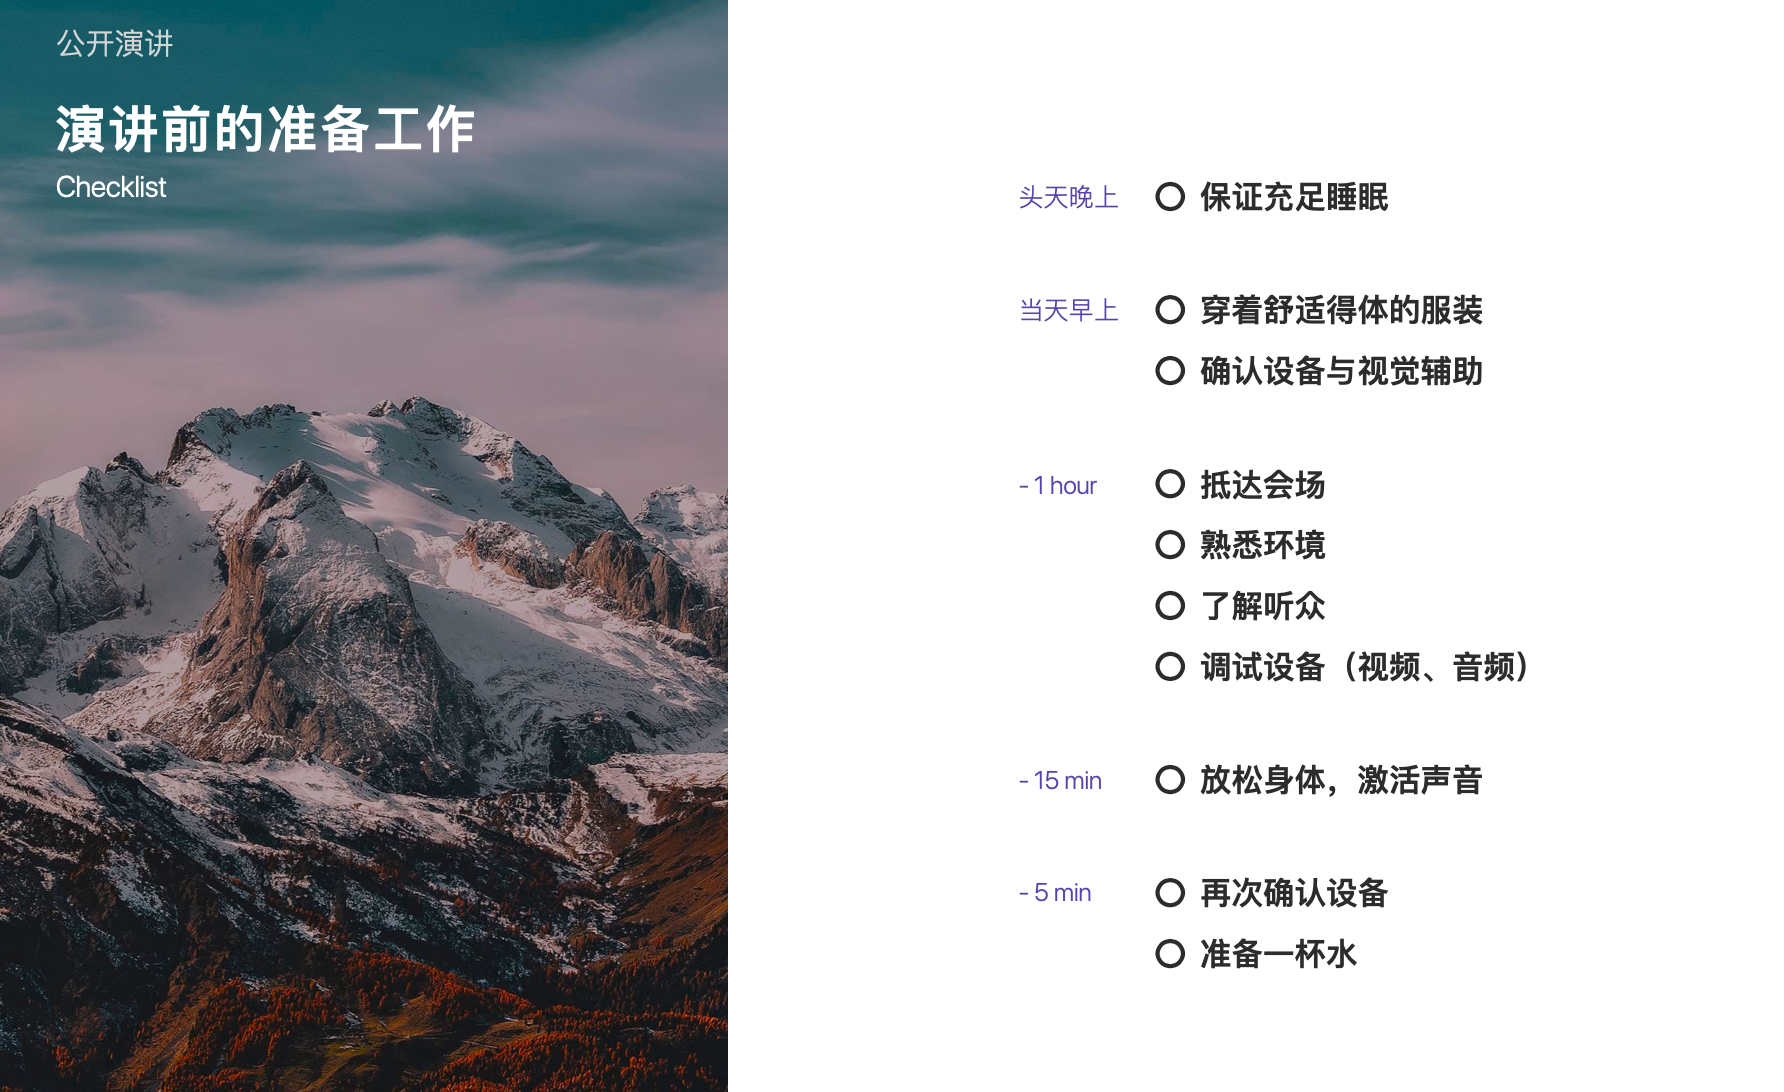 公开演讲
演讲前的准备工作
Checklist
头天晚上 保证充足睡眠
当天早上 穿着舒适得体的服装
确认设备与视觉辅助
- 1 hour 抵达会场
熟悉环境
了解听众
调试设备（视频、音频）
- 15 min 放松身体，激活声音
- 5 min 再次确认设备
准备一杯水